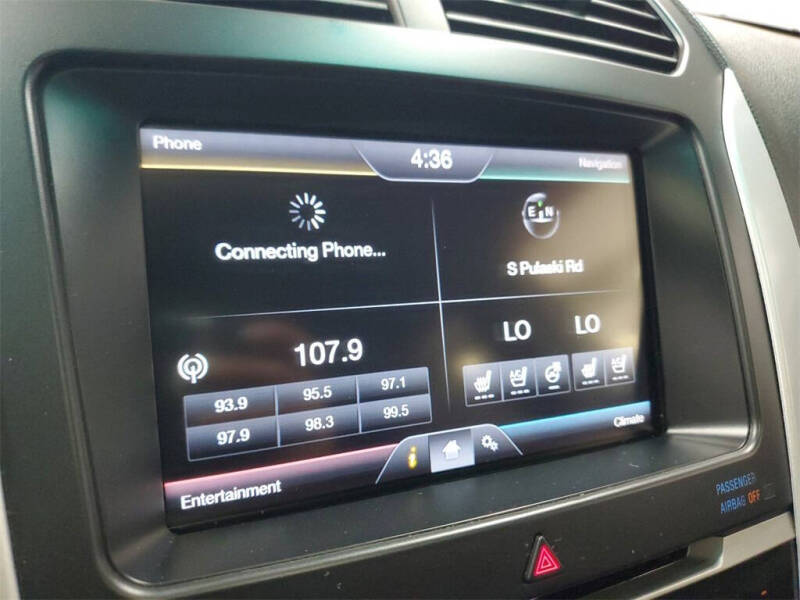 Phone
4:36
Navigation
Connecting Phone...
E N
S Pulaski Rd
107.9
LO LO
93.9 95.5 97.1
97.9 98.3 99.5
A/C A/C
i
Entertainment
Climate
PASSENGER
AIRBAG OFF